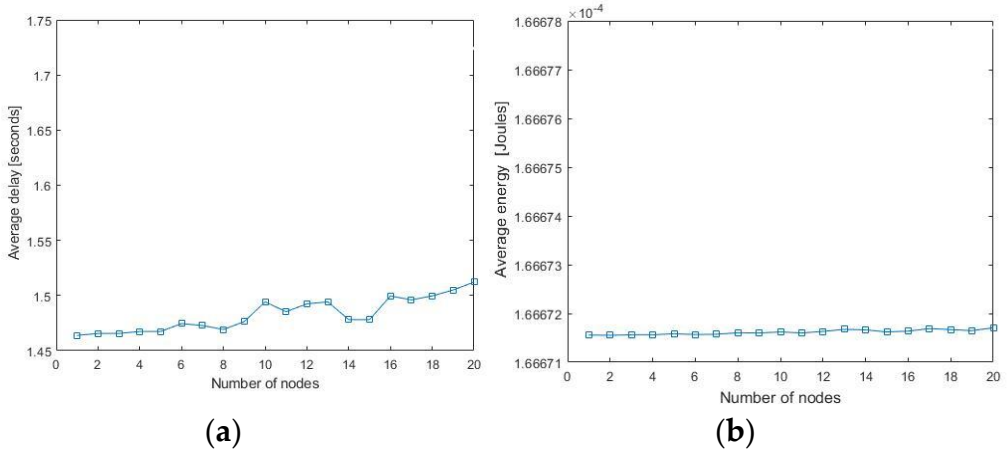 1.75
1.7
1.65
1.6
1.55
1.5
1.45
0 2 4 6 8 10 12 14 16 18 20
Average delay [seconds]
Number of nodes
(a)
×10-4
1.66678
1.66677
1.66676
1.66675
1.66674
1.66673
1.66672
1.66671
0 2 4 6 8 10 12 14 16 18 20
Average energy [Joules]
Number of nodes
(b)